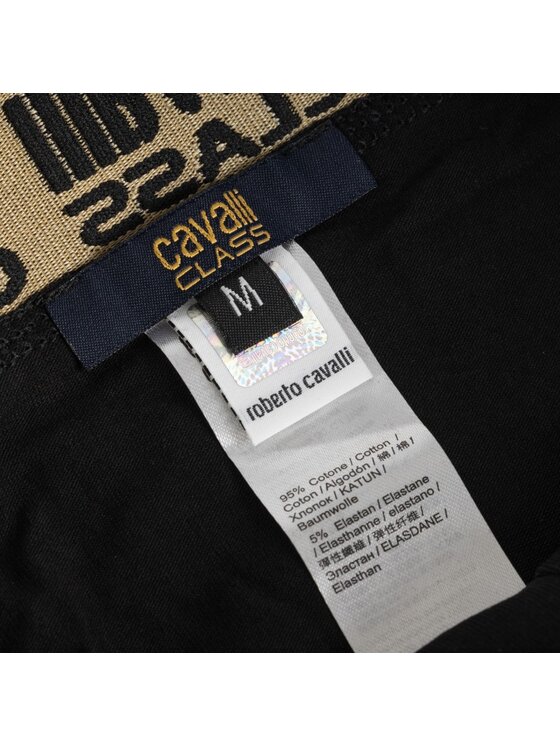 CLASS
cavalli
CLASS
M
roberto cavalli
95% Cotone / Cotton /
Coton / Algodón / 綿 / 棉 /
Хлопок / KATUN /
Baumwolle
5% Elastan / Elastane
/ Elasthanne / elastano /
彈性纖維 / 弹性纤维 /
Эластан / ELASDANE /
Elasthan